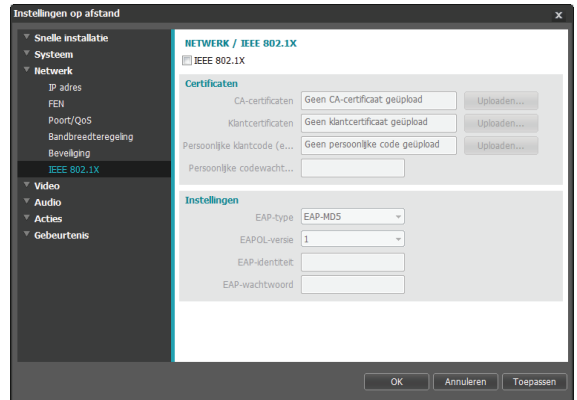 Instellingen op afstand
x
Snelle installatie
Systeem
Netwerk
IP adres
FEN
Poort/QoS
Bandbreedteregeling
Beveiliging
IEEE 802.1X
Video
Audio
Acties
Gebeurtenis
NETWERK / IEEE 802.1X
IEEE 802.1X
Certificaten
CA-certificaten Geen CA-certificaat geüpload Uploaden...
Klantcertificaten Geen klantcertificaat geüpload Uploaden...
Persoonlijke klantcode (e... Geen persoonlijke code geüpload Uploaden...
Persoonlijke codewacht...
Instellingen
EAP-type EAP-MD5
EAPOL-versie 1
EAP-identiteit
EAP-wachtwoord
OK Annuleren Toepassen